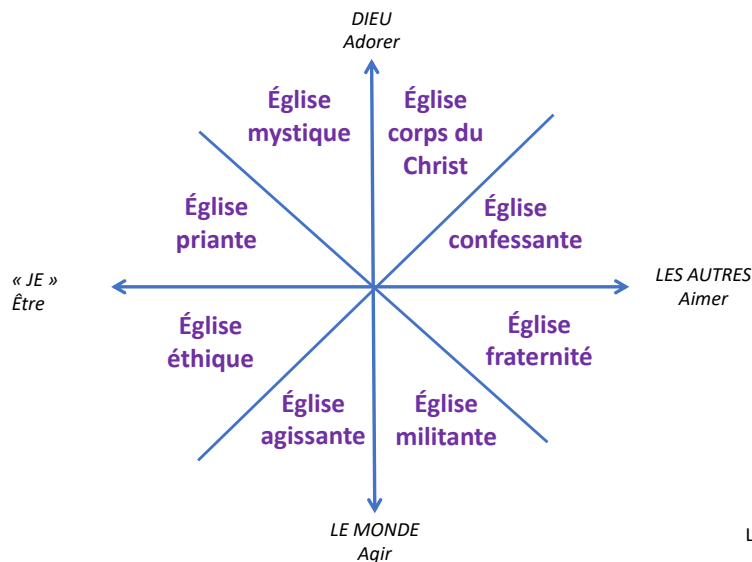 DIEU
Adorer
Église
mystique
Église
corps du
Christ
Église
priante
Église
confessante
« JE »
Être
LES AUTRES
Aimer
Église
éthique
Église
fraternité
Église
agissante
Église
militante
LE MONDE
Agir
L